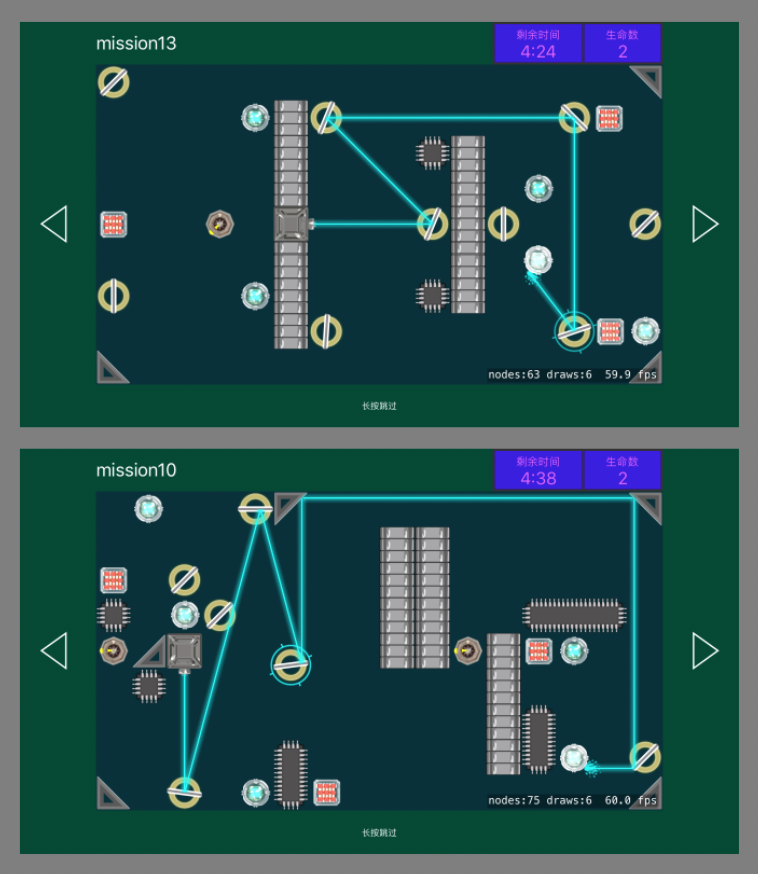 mission13
剩余时间
4:24
生命数
2
nodes:63 draws:6 59.9 fps
长按跳过
mission10
剩余时间
4:38
生命数
2
nodes:75 draws:6 60.0 fps
长按跳过